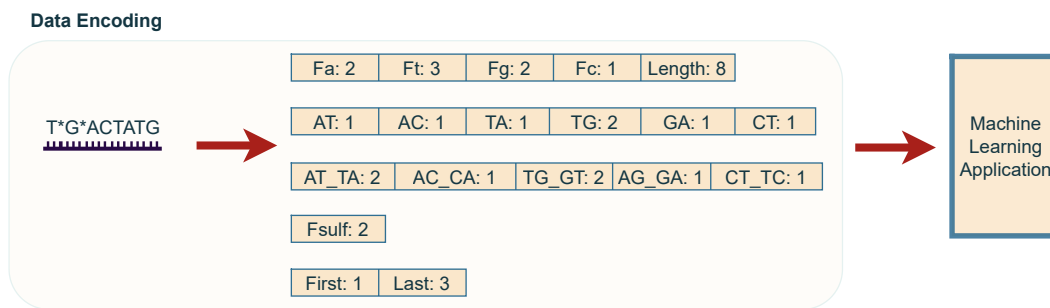 Data Encoding
T*G*ACTATG
Fa: 2 Ft: 3 Fg: 2 Fc: 1 Length: 8
AT: 1 AC: 1 TA: 1 TG: 2 GA: 1 CT: 1
AT_TA: 2 AC_CA: 1 TG_GT: 2 AG_GA: 1 CT_TC: 1
Fsulf: 2
First: 1 Last: 3
Machine
Learning
Application